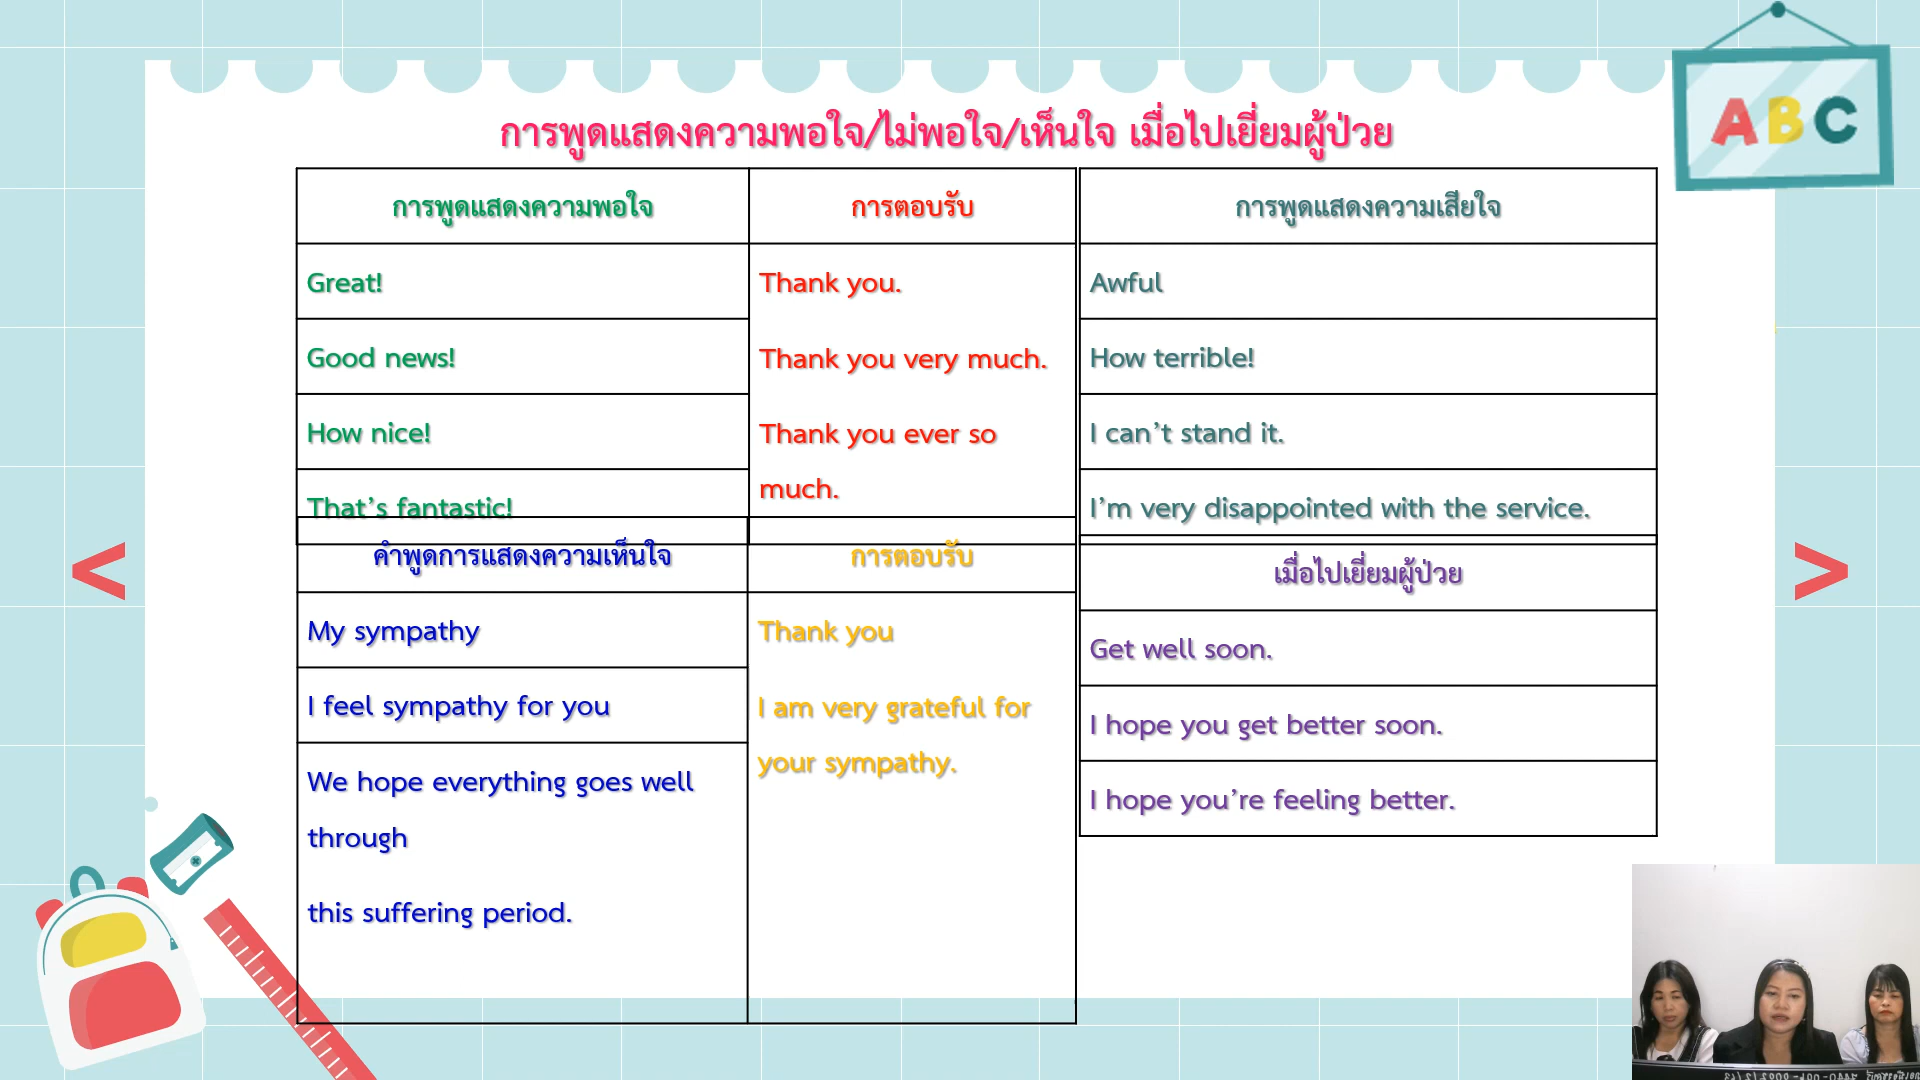 ABC
การพูดแสดงความพอใจ/ไม่พอใจ/เห็นใจ เมื่อไปเยี่ยมผู้ป่วย
การพูดแสดงความพอใจ
การตอบรับ
การพูดแสดงความเสียใจ
Great!
Thank you.
Awful
Good news!
Thank you very much.
How terrible!
How nice!
Thank you ever so
much.
I can’t stand it.
That’s fantastic!
I’m very disappointed with the service.
คำพูดการแสดงความเห็นใจ
การตอบรับ
เมื่อไปเยี่ยมผู้ป่วย
My sympathy
Thank you
Get well soon.
I feel sympathy for you
I am very grateful for
your sympathy.
I hope you get better soon.
We hope everything goes well
through
this suffering period.
I hope you’re feeling better.
<
>